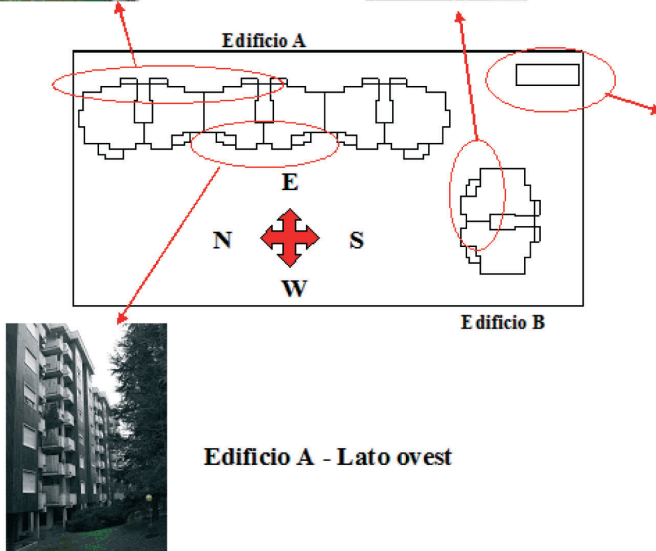 Edificio A
E
N S
W
Edificio B
Edificio A - Lato ovest